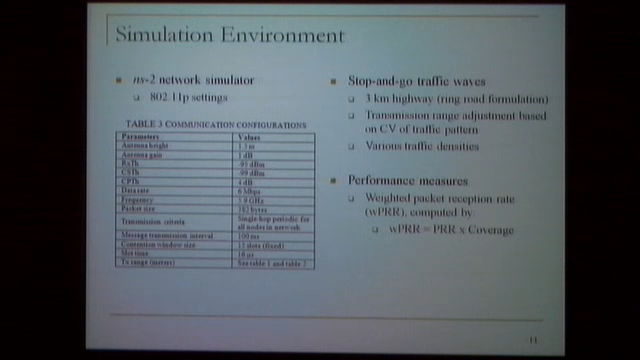 Simulation Environment
ns-2 network simulator
802.11p settings
TABLE 3 COMMUNICATION CONFIGURATIONS
Parameters Values
Antenna height 1.5 m
Antenna gain
RxTh -95 dBm
CSTh -99 dBm
CPTh 4 dB
Data rate 6 Mbps
Frequency 5.9 GHz
Packet size 382 bytes
Transmission criteria Single-hop periodic for
all nodes in network
Message transmission interval 100 ms
Contention window size 15 slots (fixed)
Slot time 16 µs
Tx range (meters) See table 1 and table 2
Stop-and-go traffic waves
3 km highway (ring road formulation)
Transmission range adjustment based
on CV of traffic pattern
Various traffic densities
Performance measures
Weighted packet reception rate
(wPRR), computed by
wPRR = PRR x Coverage
11